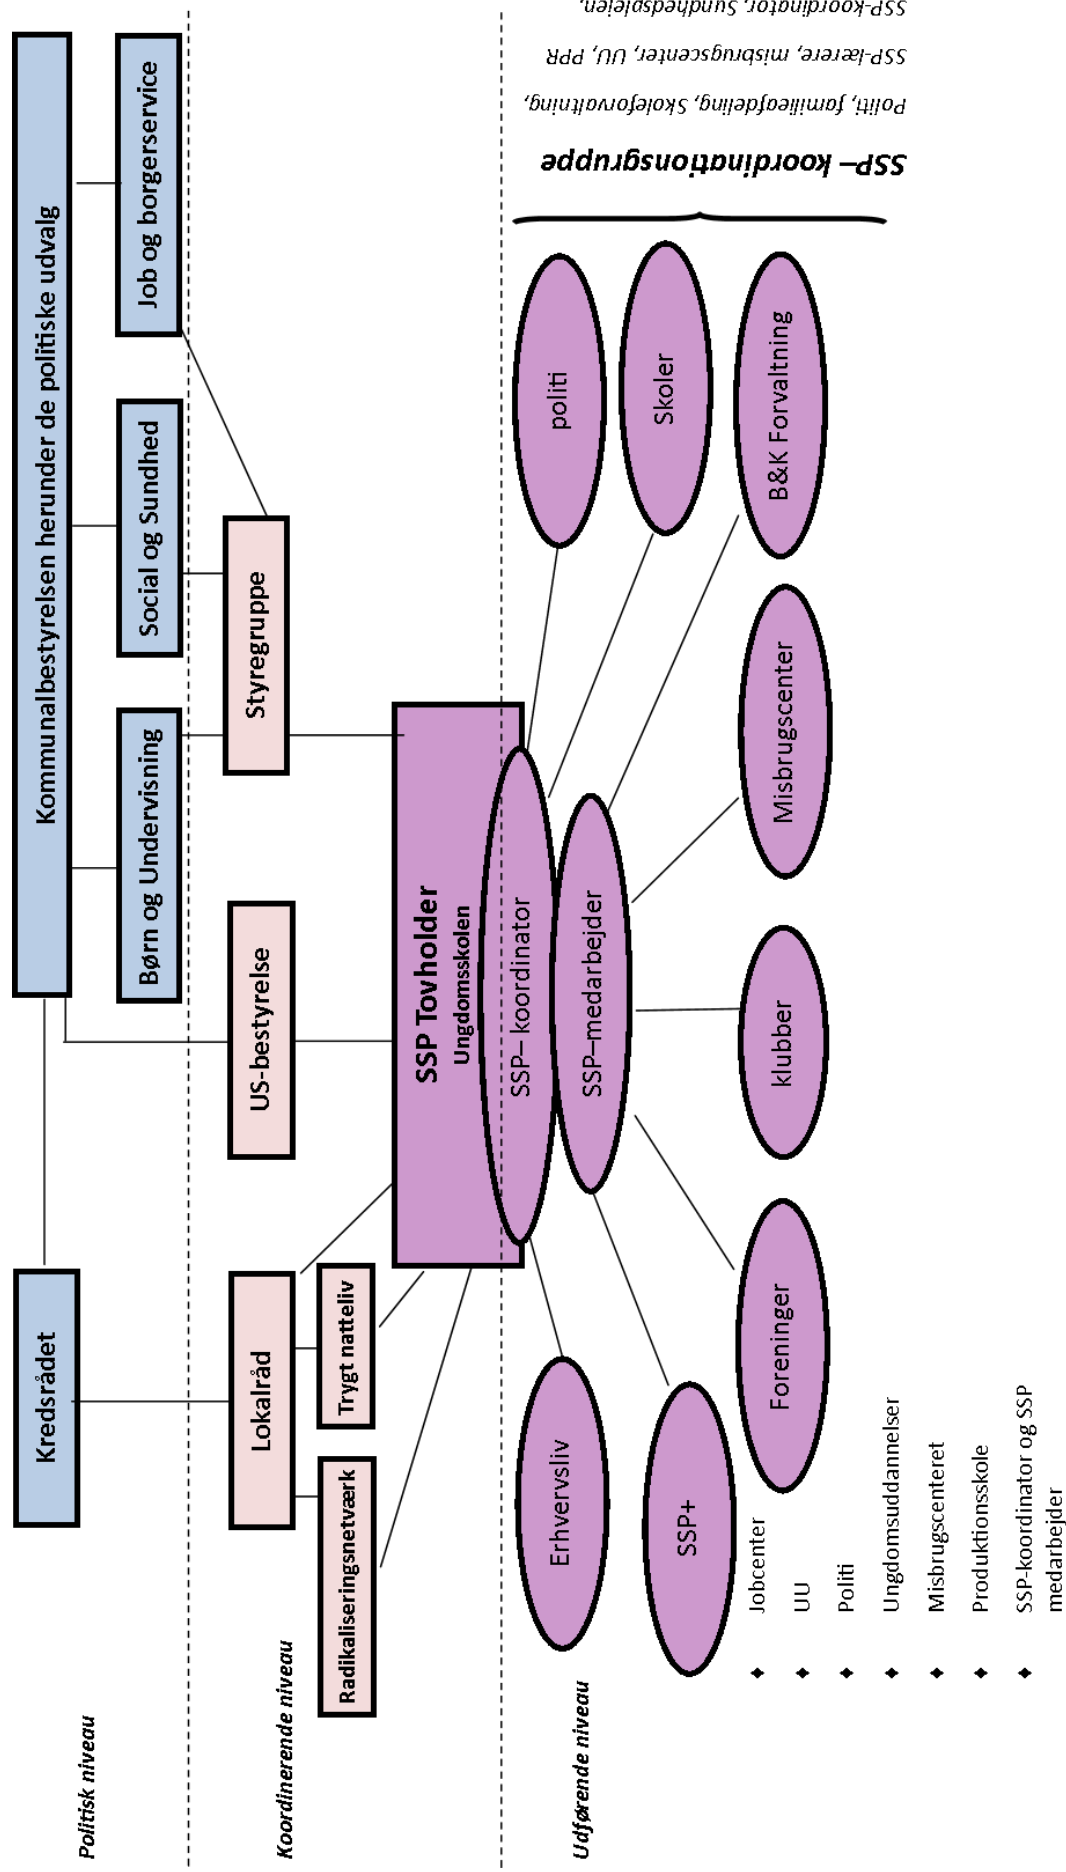 Politisk niveau
Kredsrådet
Kommunalbestyrelsen herunder de politiske udvalg
Børn og Undervisning
Social og Sundhed
Job og borgerservice
Koordinerende niveau
Lokalråd
US-bestyrelse
Styregruppe
Radikaliseringsnetværk
Trygt natteliv
SSP Tovholder
Ungdomsskolen
Udførende niveau
SSP– koordinator
SSP–medarbejder
Erhvervsliv
SSP+
Foreninger
klubber
Misbrugscenter
B&K Forvaltning
Skoler
politi
♦ Jobcenter
♦ UU
♦ Politi
♦ Ungdomsuddannelser
♦ Misbrugscenteret
♦ Produktionsskole
♦ SSP-koordinator og SSP
medarbejder
SSP– koordinationsgruppe
Politi, familieafdeling, Skoleforvaltning,
SSP-lærere, misbrugscenter, UU, PPR
SSP-koordinator, Sundhedsplejen,